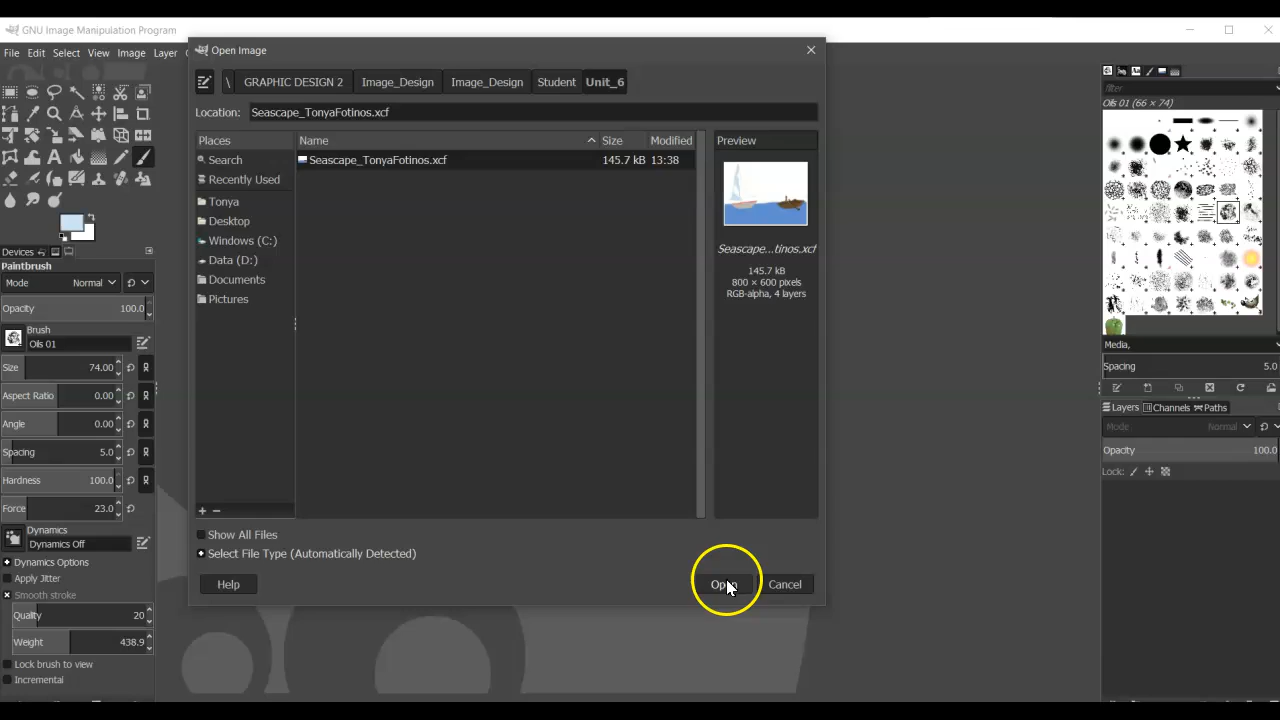 GNU Image Manipulation Program
File Edit Select View Image Layer
Open Image
\ GRAPHIC DESIGN 2 Image_Design Image_Design Student Unit_6
Location: Seascape_TonyaFotinos.xcf
Places Name Size Modified Preview
Search
Recently Used
Tonya
Desktop
Windows (C:)
Data (D:)
Documents
Pictures
Seascape_TonyaFotinos.xcf 145.7 kB 13:38
Seascape...tinos.xcf
145.7 kB
800 × 600 pixels
RGB-alpha, 4 layers
Show All Files
Select File Type (Automatically Detected)
Help Open Cancel
Devices
Paintbrush
Mode Normal
Opacity 100.0
Brush
Oils 01
Size 74.00
Aspect Ratio 0.00
Angle 0.00
Spacing 5.0
Hardness 100.0
Force 23.0
Dynamics
Dynamics Off
Dynamics Options
Apply Jitter
Smooth stroke
Quality 20
Weight 438.9
Lock brush to view
Incremental
filter
Oils 01 (66 × 74)
Media,
Spacing 5.0
Layers Channels Paths
Mode Normal
Opacity 100.0
Lock: